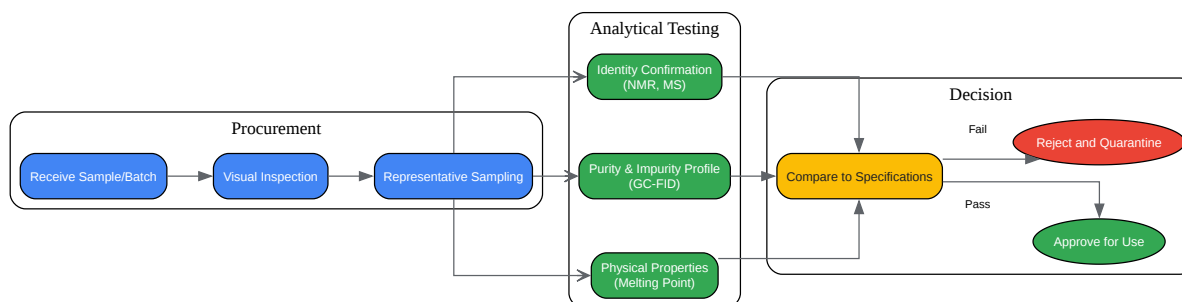 Procurement
Receive Sample/Batch
Visual Inspection
Representative Sampling
Analytical Testing
Identity Confirmation
(NMR, MS)
Purity & Impurity Profile
(GC-FID)
Physical Properties
(Melting Point)
Decision
Compare to Specifications
Fail
Reject and Quarantine
Pass
Approve for Use